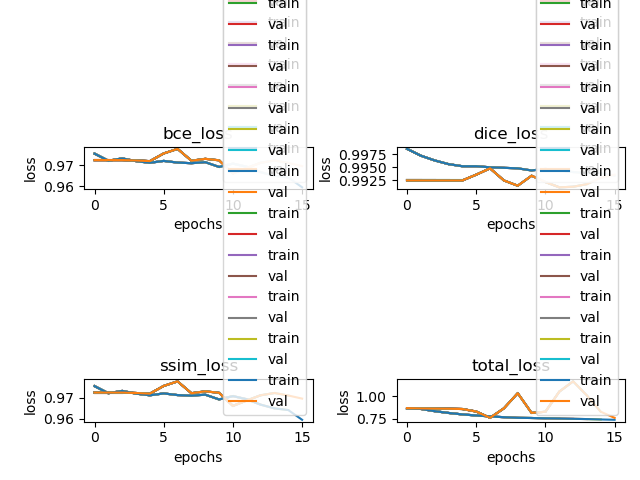 train
val
train
val
train
val
train
val
train
val
train
val
train
val
train
val
train
val
train
val
train
val
train
val
train
val
train
val
train
val
train
val
train
val
train
val
train
val
train
val
bce_loss
loss
0.97
0.96
0
5
10
15
epochs
dice_loss
loss
0.9975
0.9950
0.9925
0
5
10
15
epochs
ssim_loss
loss
0.97
0.96
0
5
10
15
epochs
total_loss
loss
1.00
0.75
0
5
10
15
epochs